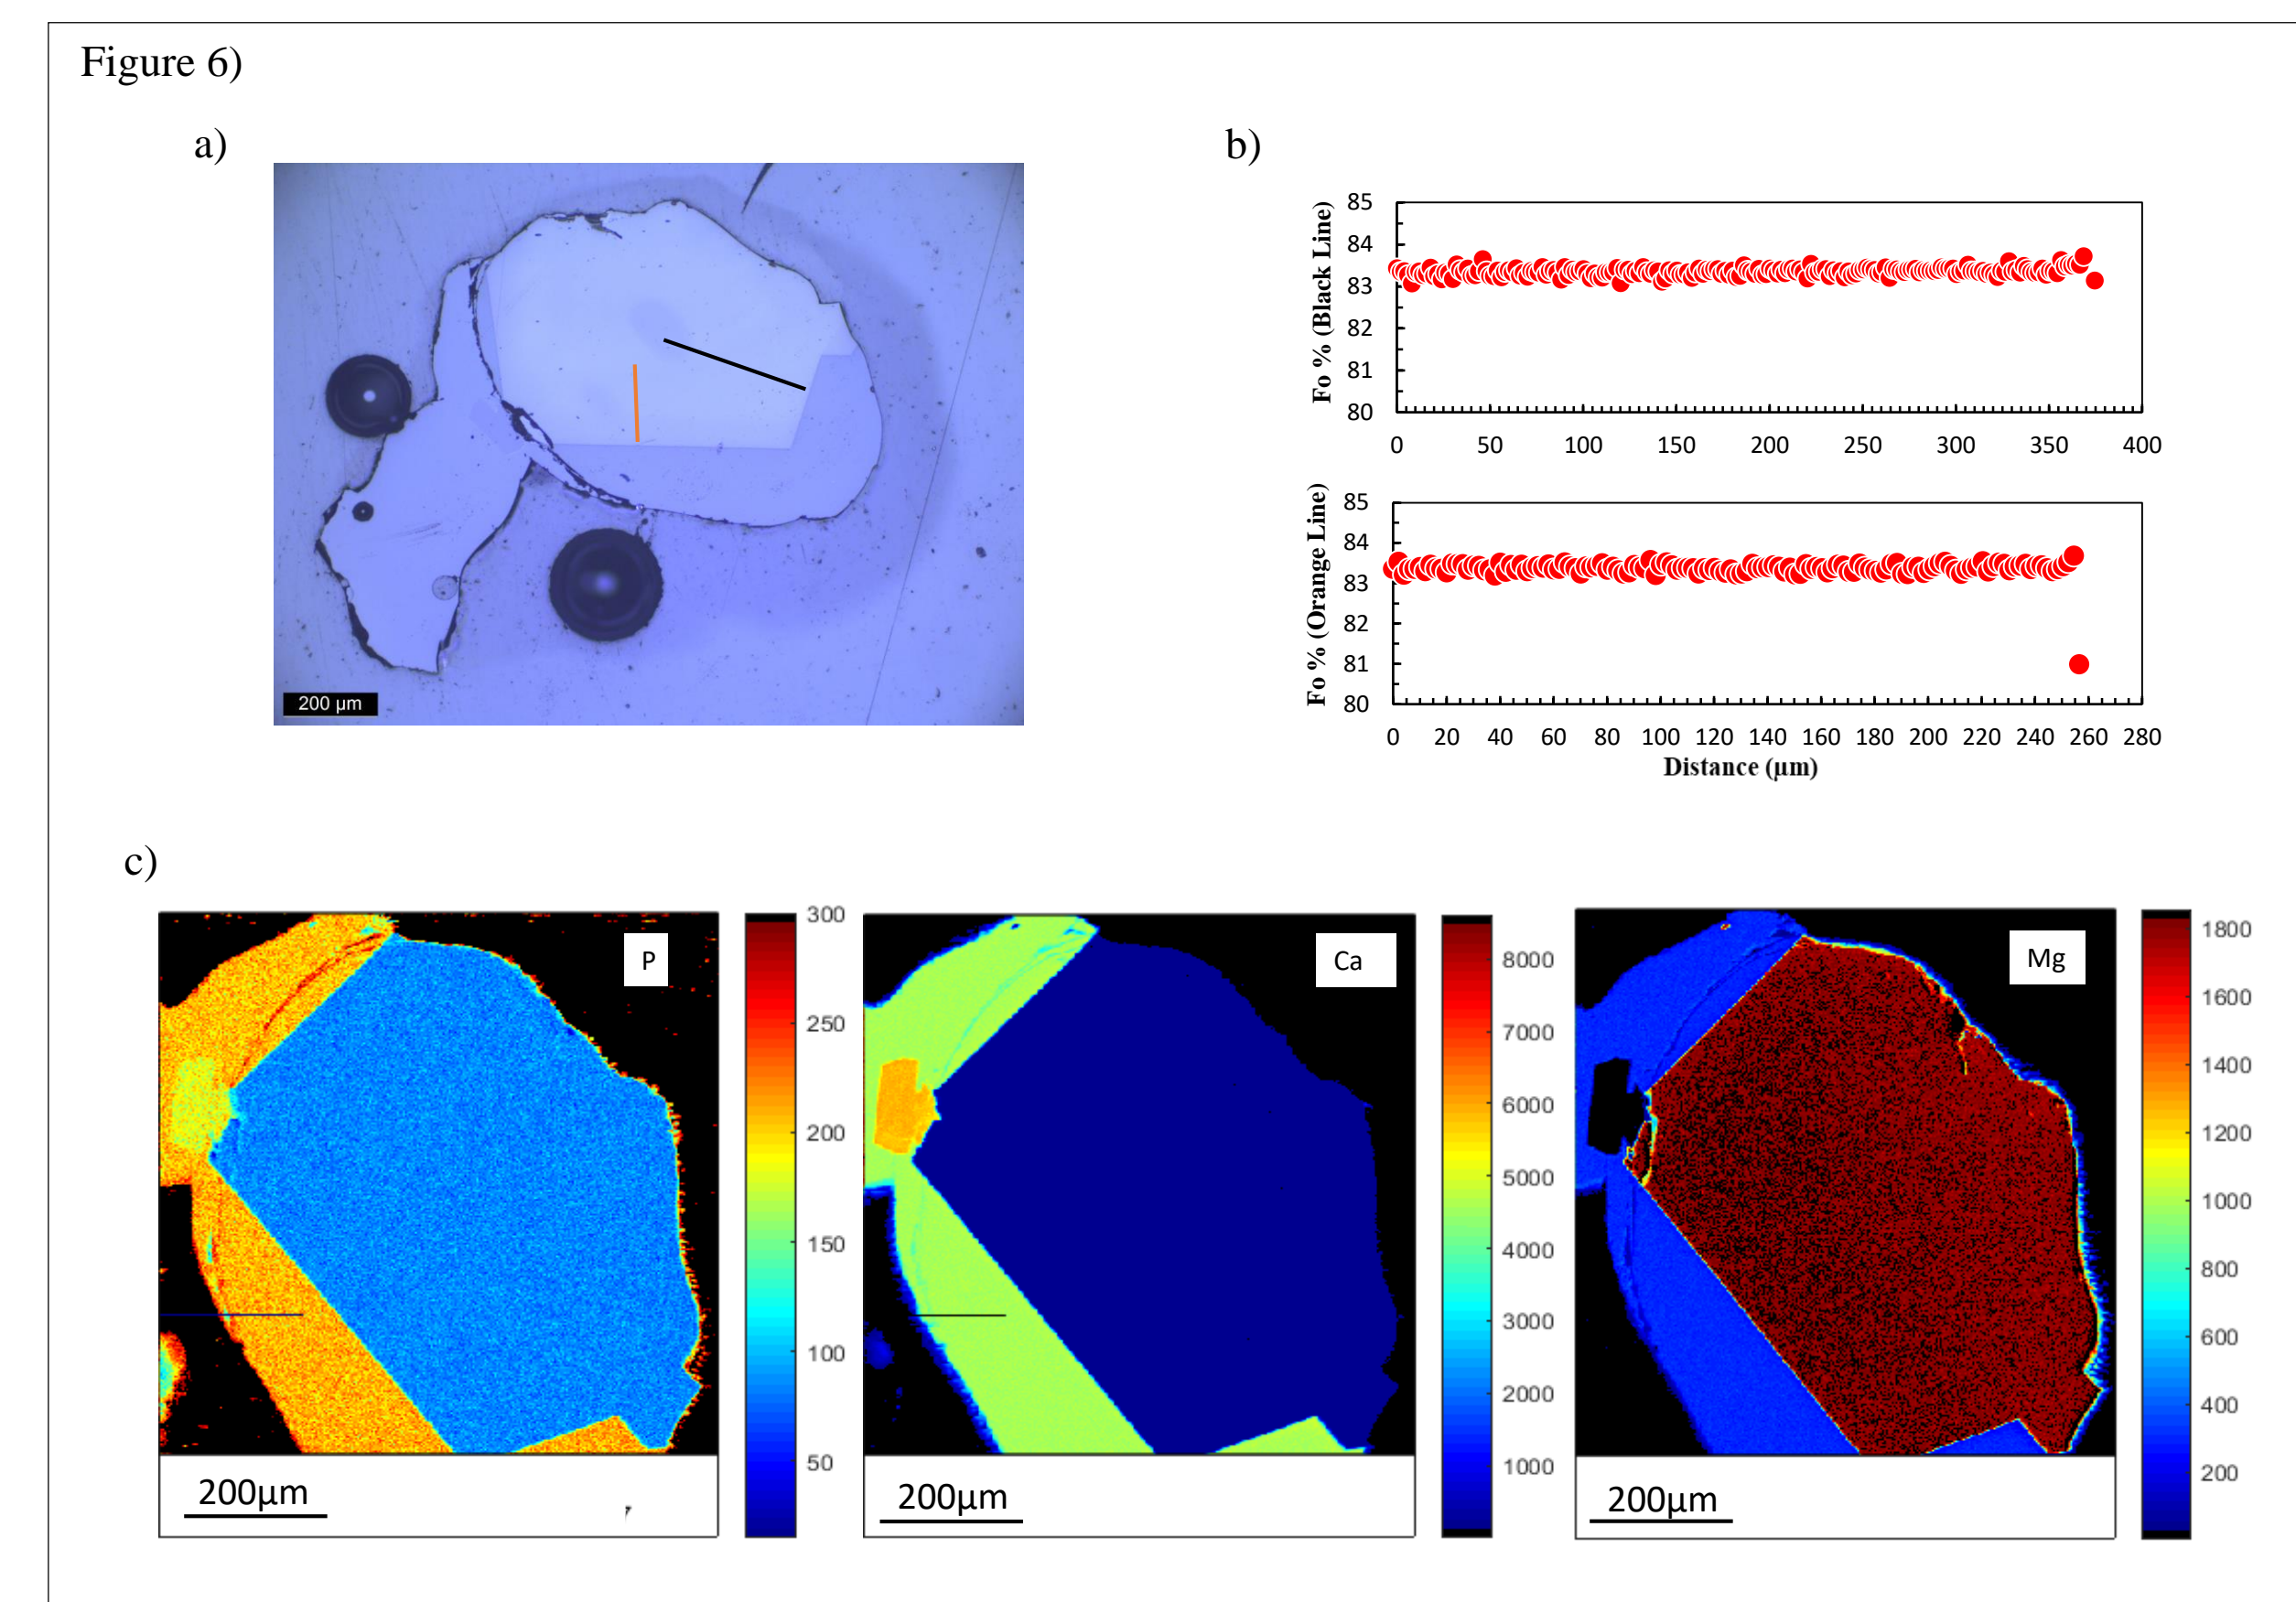 Figure 6)
a)
200 µm
b)
Fo % (Black Line)
85
84
83
82
81
80
0 50 100 150 200 250 300 350 400
Fo % (Orange Line)
85
84
83
82
81
80
0 20 40 60 80 100 120 140 160 180 200 220 240 260 280
Distance (µm)
c)
P
300
250
200
150
100
50
200µm
Ca
8000
7000
6000
5000
4000
3000
2000
1000
200µm
Mg
1800
1600
1400
1200
1000
800
600
400
200
200µm